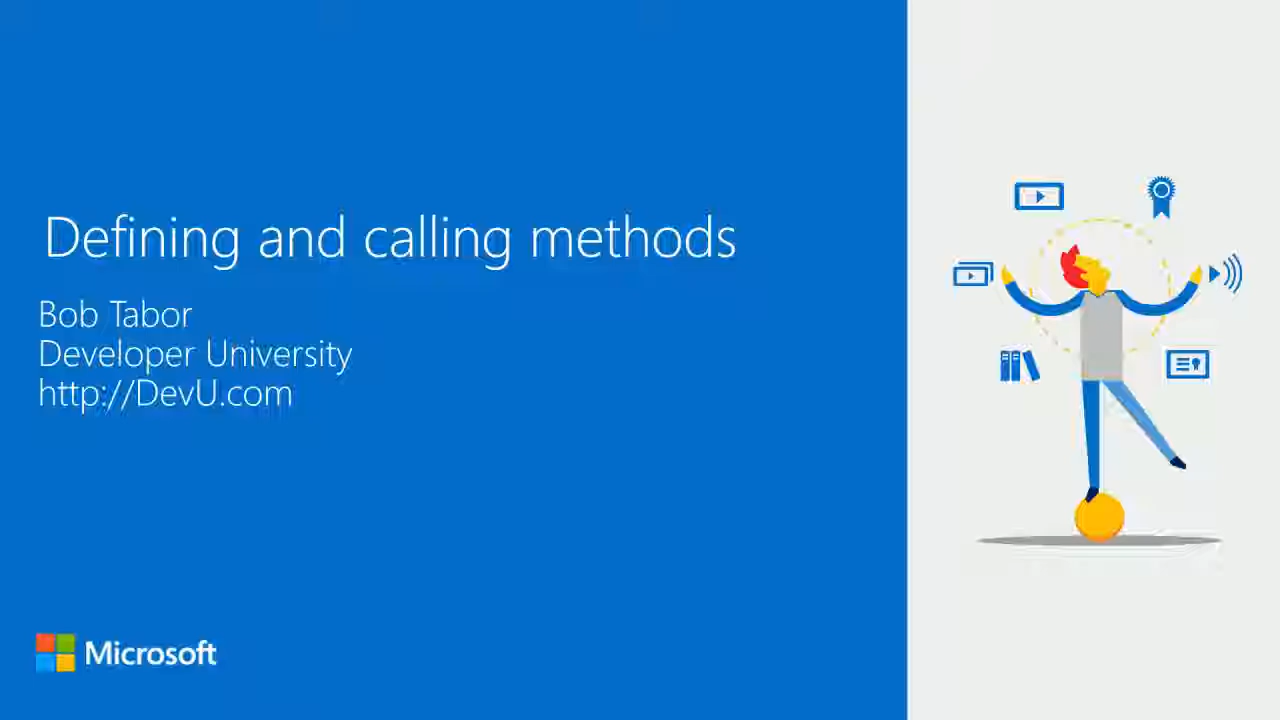 Defining and calling methods
Bob Tabor
Developer University
http://DevU.com
Microsoft